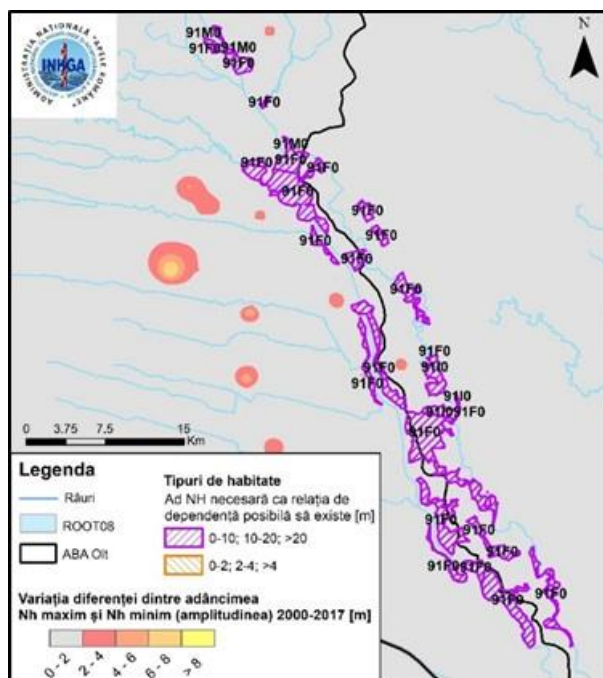 ADMINISTRAȚIA NAȚIONALĂ "APELE ROMÂNE"
INHGA
N
91M0
91F0 91M0
91F0
91F0
91M0
91F0 91F0
91F0
91F0
91F0
91F0
91F0
91F0
91F0
91I0
91F0
91F0
91I0
91I0 91F0
91F0
91F0
91F0
91F0
91F0 91F0
91F0
91F0
0 3.75 7.5 15
Km
Legenda
Râuri
ROOT08
ABA Olt
Tipuri de habitate
Ad NH necesară ca relația de
dependență posibilă să existe [m]
0-10; 10-20; >20
0-2; 2-4; >4
Variația diferenței dintre adâncimea
Nh maxim și Nh minim (amplitudinea) 2000-2017 [m]
0 - 2
2 - 4
4 - 6
6 - 8
> 8